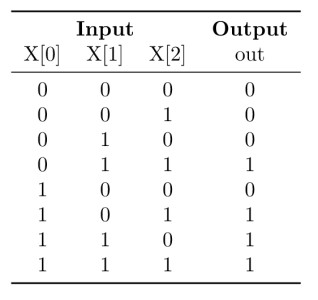 Input Output
X[0] X[1] X[2] out
0 0 0 0
0 0 1 0
0 1 0 0
0 1 1 1
1 0 0 0
1 0 1 1
1 1 0 1
1 1 1 1